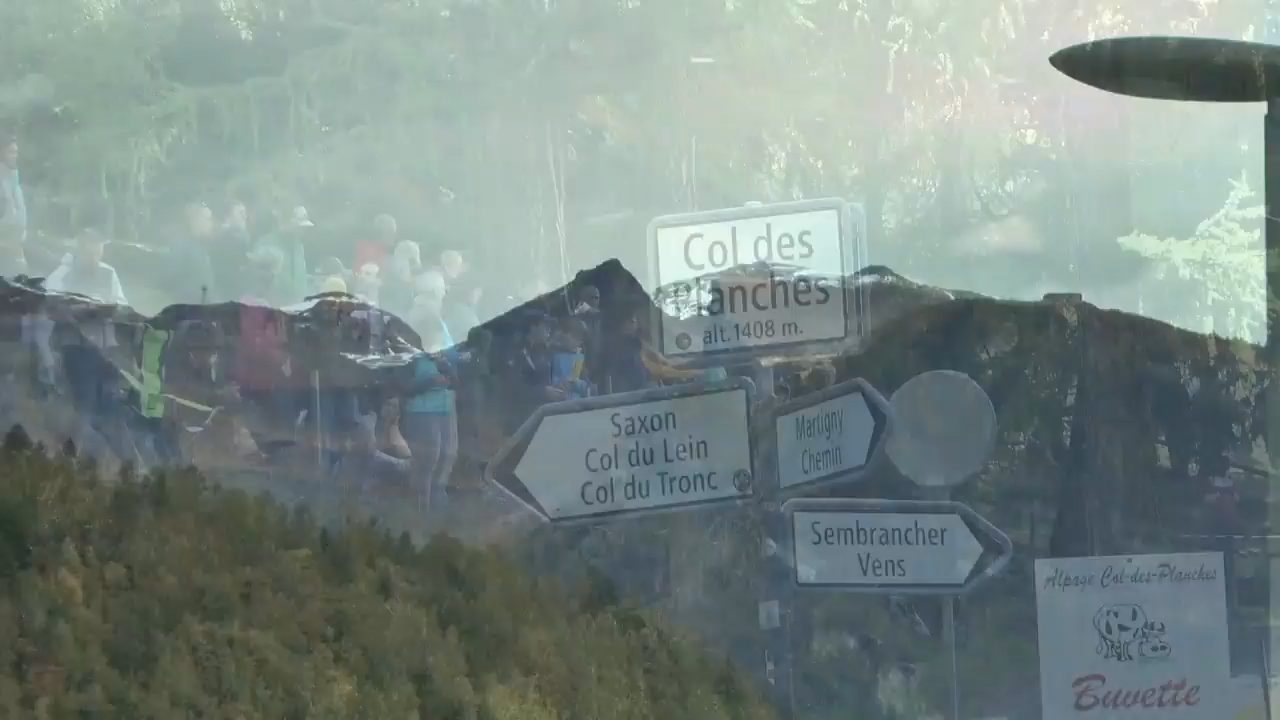 Col des
Planches
alt.1408 m.
Saxon
Col du Lein
Col du Tronc
Martigny
Chemin
Sembrancher
Vens
Alpage Col-des-Planches
Buvette